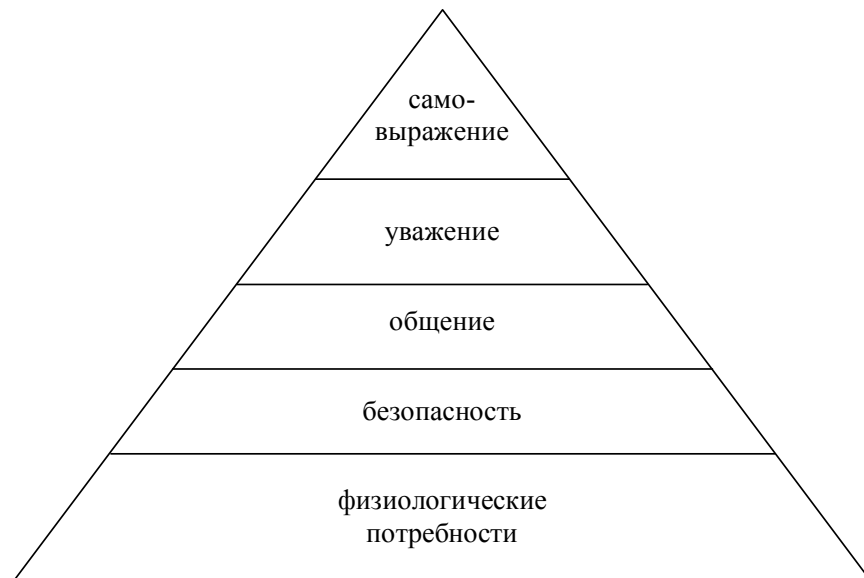 само-
выражение
уважение
общение
безопасность
физиологические
потребности